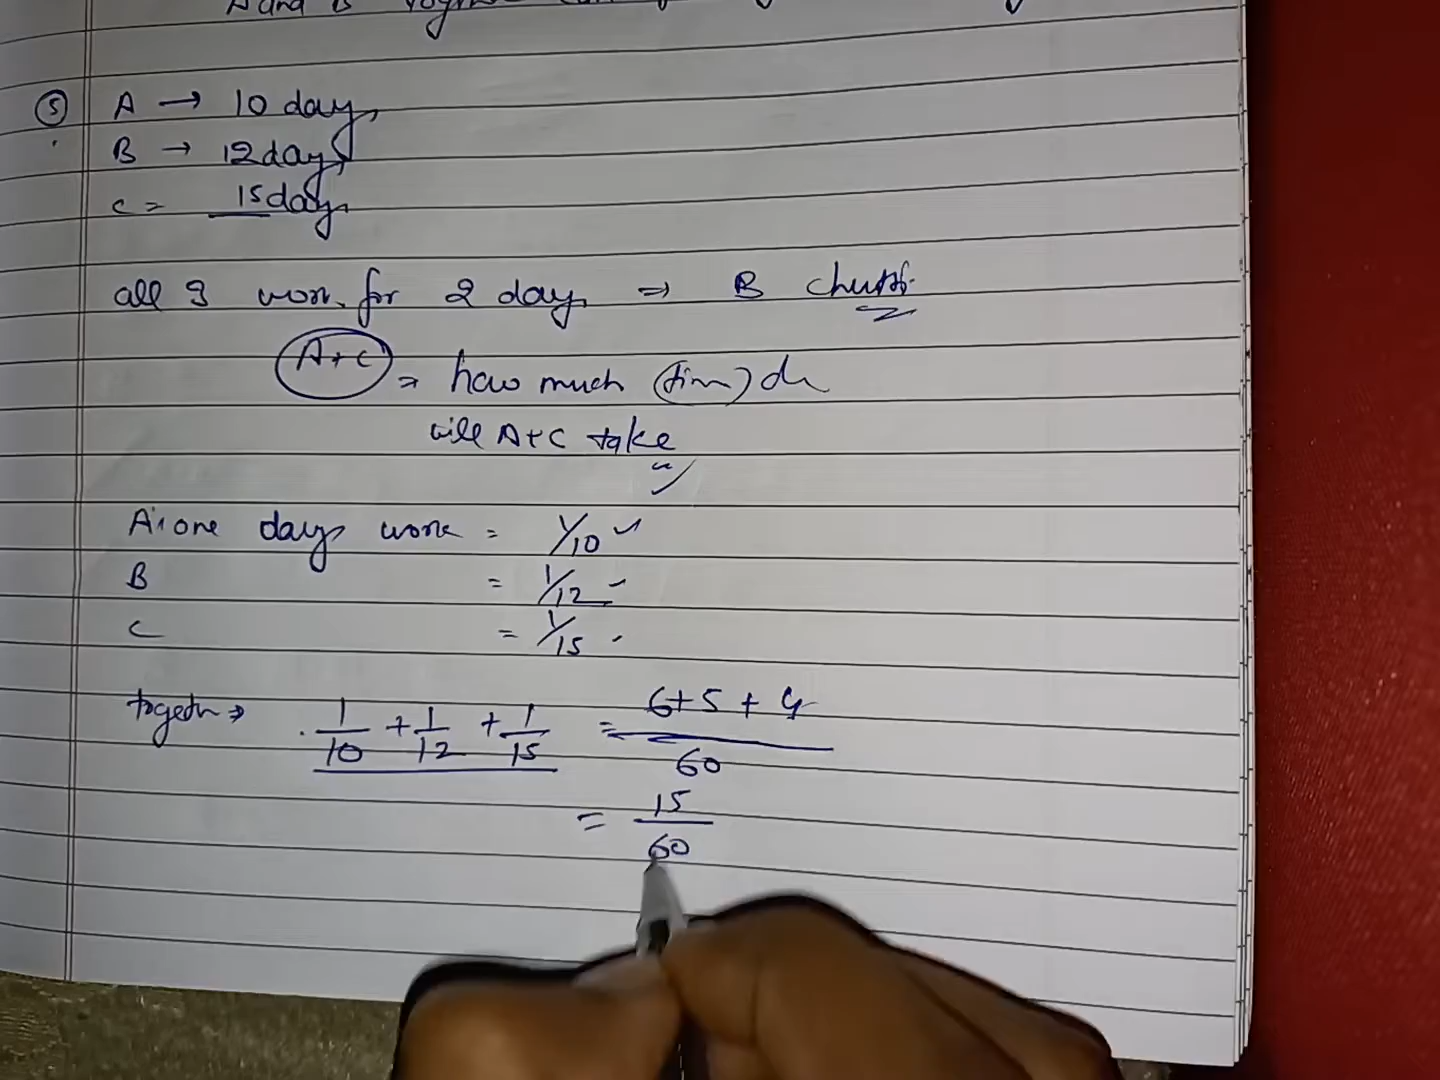 A and B
⑤ A → 10 days
B → 12 days
C = 15 days
all 3 work for 2 days ⇒ B
A+C = how much (tim)
will A+C take
A's one days work = 1/10 ✓
B = 1/12
C = 1/15
together → 1/10 + 1/12 + 1/15 = 6+5+4/60
= 15/60